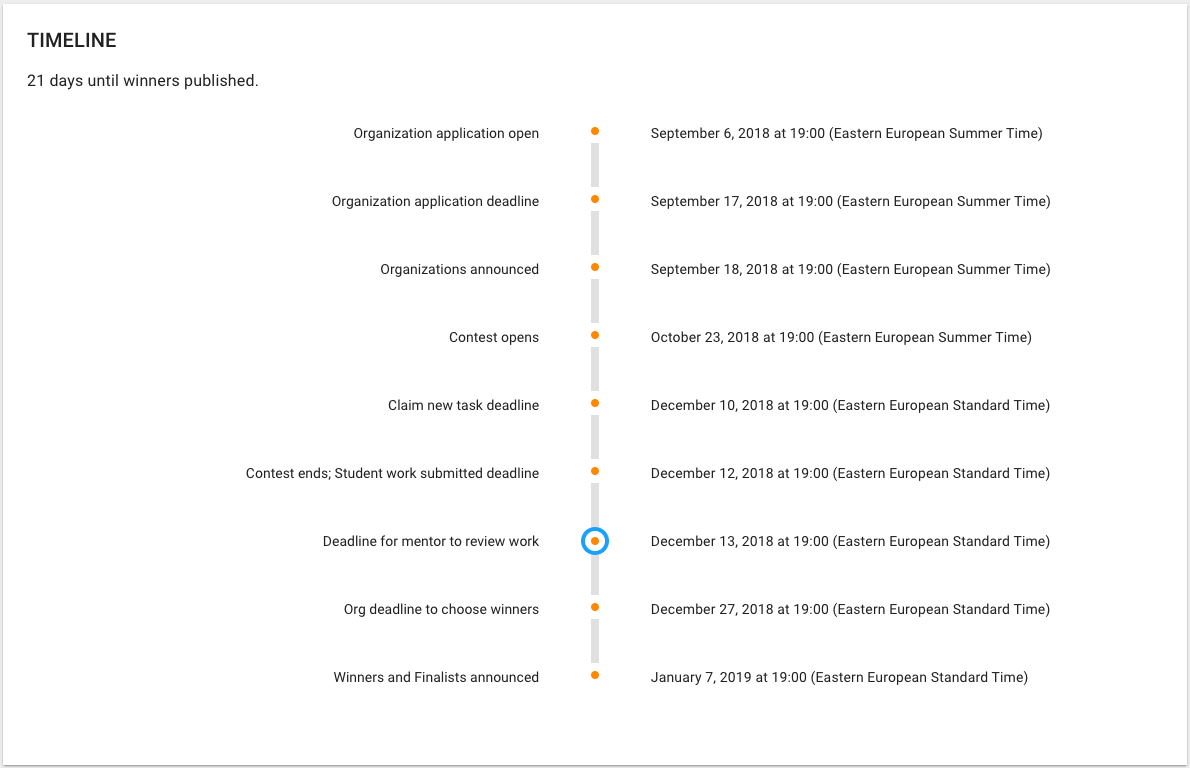 TIMELINE
21 days until winners published.
Organization application open September 6, 2018 at 19:00 (Eastern European Summer Time)
Organization application deadline September 17, 2018 at 19:00 (Eastern European Summer Time)
Organizations announced September 18, 2018 at 19:00 (Eastern European Summer Time)
Contest opens October 23, 2018 at 19:00 (Eastern European Summer Time)
Claim new task deadline December 10, 2018 at 19:00 (Eastern European Standard Time)
Contest ends; Student work submitted deadline December 12, 2018 at 19:00 (Eastern European Standard Time)
Deadline for mentor to review work December 13, 2018 at 19:00 (Eastern European Standard Time)
Org deadline to choose winners December 27, 2018 at 19:00 (Eastern European Standard Time)
Winners and Finalists announced January 7, 2019 at 19:00 (Eastern European Standard Time)